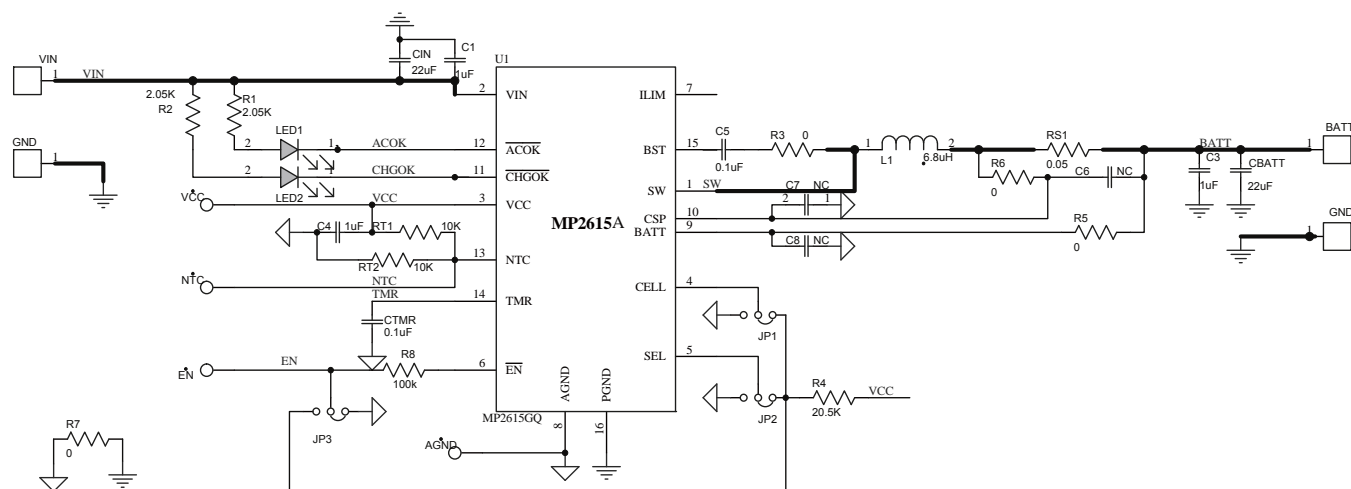 VIN
1
VIN
CIN
22uF
C1
1uF
U1
2
VIN
ILIM
7
2.05K
R2
R1
2.05K
GND
1
LED1
2
1
ACOK
12
ACOK
BST
15
C5
0.1uF
R3
0
1
L1
2
6.8uH
RS1
0.05
BATT
1
BATT
2
1
CHGOK
11
CHGOK
LED2
R6
0
C6
NC
C3
1uF
CBATT
22uF
SW
1
SW
C7
NC
2
1
VCC
VCC
3
VCC
MP2615A
CSP
10
BATT
9
R5
0
GND
1
C4
1uF
RT1
10K
C8
NC
RT2
10K
13
NTC
NTC
NTC
TMR
14
TMR
CELL
4
CTMR
0.1uF
JP1
EN
EN
R8
100k
6
EN
SEL
5
AGND
PGND
R4
20.5K
VCC
JP2
MP2615GQ
JP3
8
16
R7
0
AGND